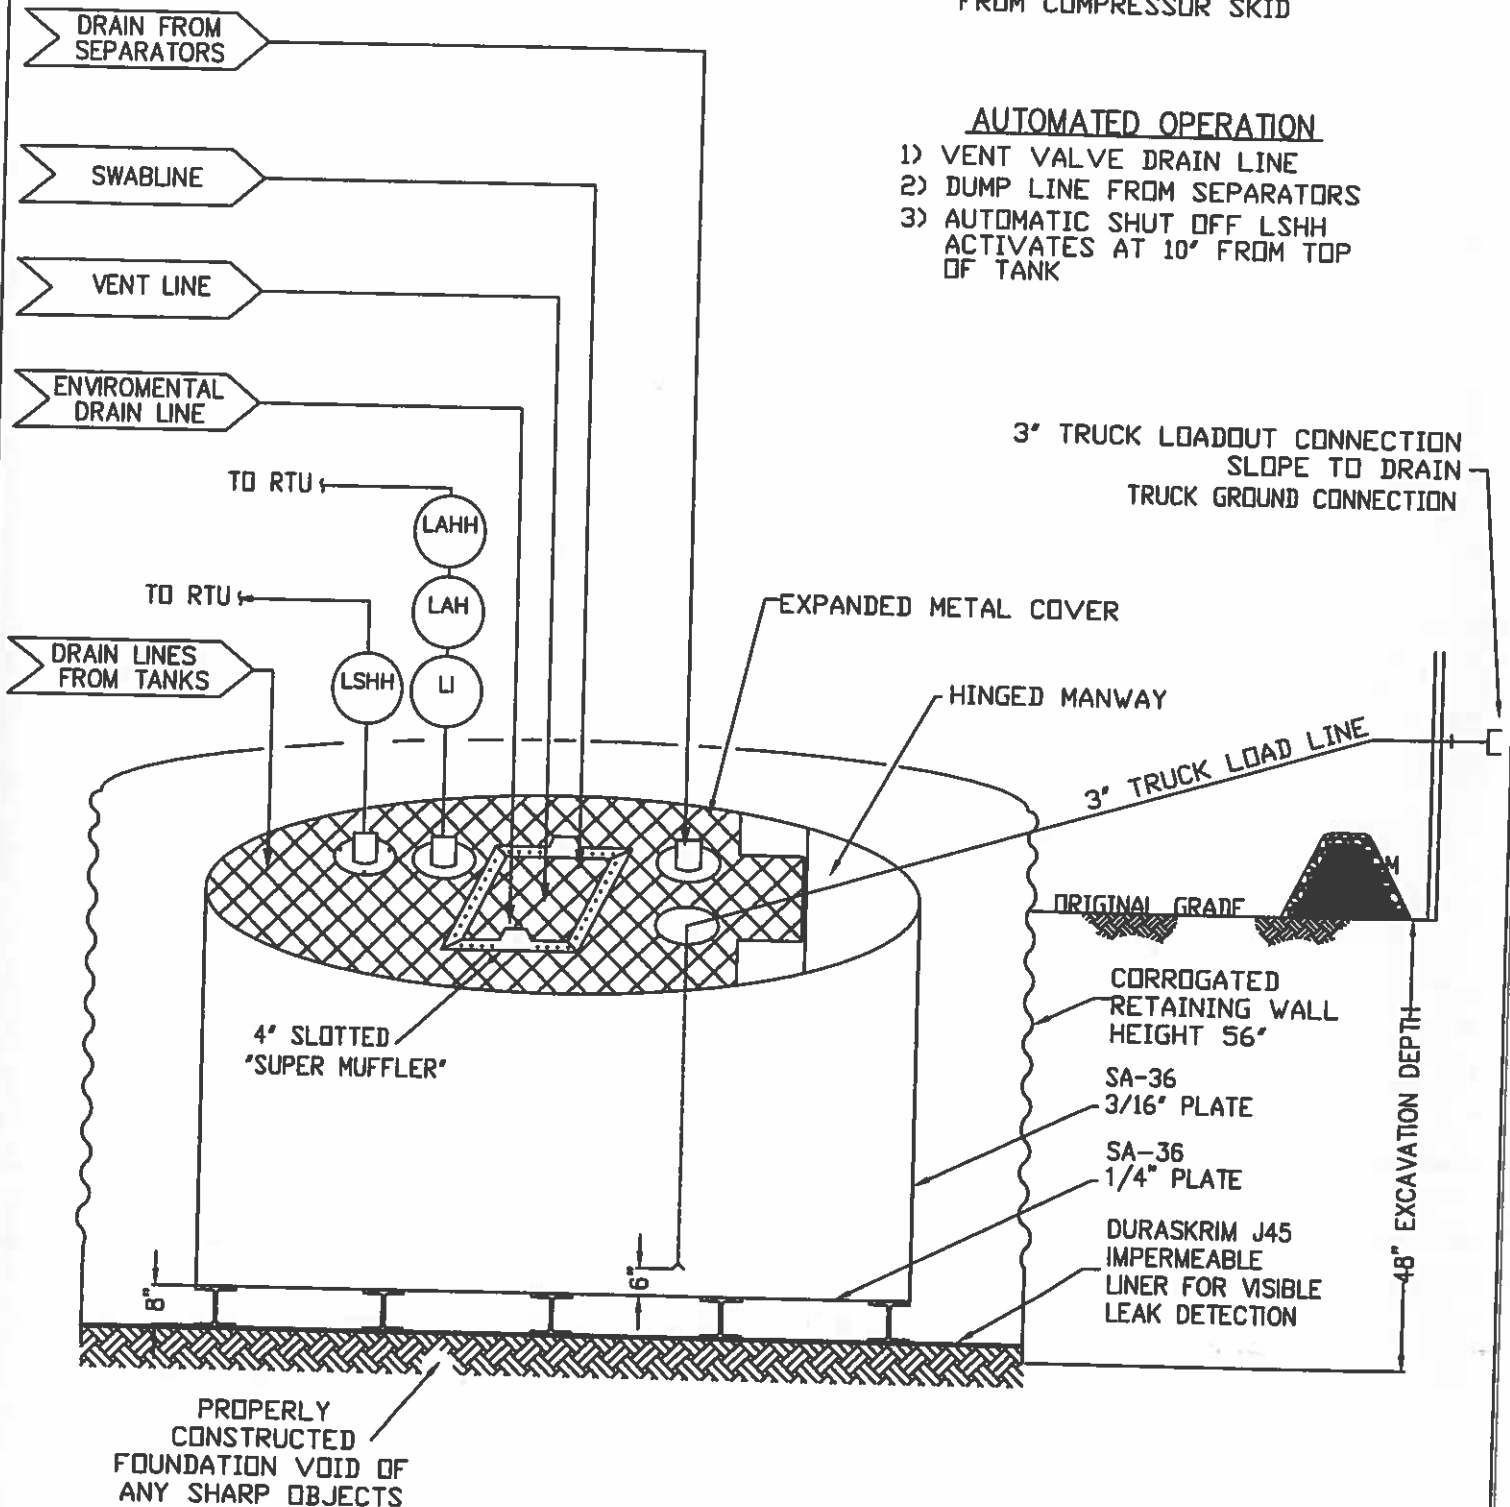 FROM COMPRESSOR SKID
DRAIN FROM
SEPARATORS
AUTOMATED OPERATION
1) VENT VALVE DRAIN LINE
2) DUMP LINE FROM SEPARATORS
3) AUTOMATIC SHUT OFF LSHH
ACTIVATES AT 10" FROM TOP
OF TANK
SWABLINE
VENT LINE
ENVIROMENTAL
DRAIN LINE
3" TRUCK LOADOUT CONNECTION
SLOPE TO DRAIN
TRUCK GROUND CONNECTION
TO RTU
LAHH
TO RTU
LAH
EXPANDED METAL COVER
DRAIN LINES
FROM TANKS
LSHH
LI
HINGED MANWAY
3" TRUCK LOAD LINE
M
ORIGINAL GRADE
CORROGATED
RETAINING WALL
HEIGHT 56"
4" SLOTTED
"SUPER MUFFLER"
SA-36
3/16" PLATE
SA-36
1/4" PLATE
48" EXCAVATION DEPTH
DURASKRIM J45
IMPERMEABLE
LINER FOR VISIBLE
LEAK DETECTION
8"
6"
PROPERLY
CONSTRUCTED
FOUNDATION VOID OF
ANY SHARP OBJECTS